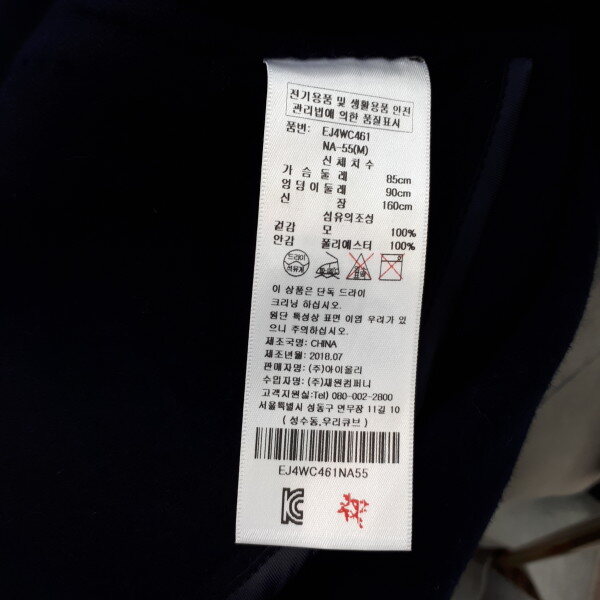 전기용품 및 생활용품 안전
관리법에 의한 품질표시
품번: EJ4WC461
NA-55(M)
신 체 치 수
가 슴 둘 레 85cm
엉 덩 이 둘 레 90cm
신 장 160cm
섬유의조성
겉감 모 100%
안감 폴리에스터 100%
드라이
석유계
이 상품은 단독 드라이
크리닝 하십시오.
원단 특성상 표면 이염 우려가 있
으니 주의하십시오.
제조국명: CHINA
제조년월: 2018.07
판매자명: (주)아이올리
수입자명: (주)재원컴퍼니
고객지원실:Tel) 080-002-2800
서울특별시 성동구 연무장 11길 10
( 성수동,우리큐브 )
EJ4WC461NA55